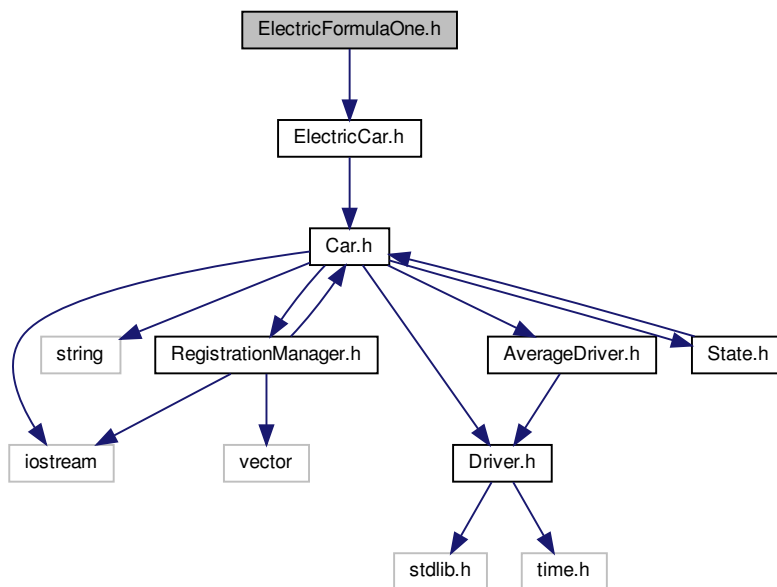 ElectricFormulaOne.h
ElectricCar.h
Car.h
string
RegistrationManager.h
AverageDriver.h
State.h
iostream
vector
Driver.h
stdlib.h
time.h